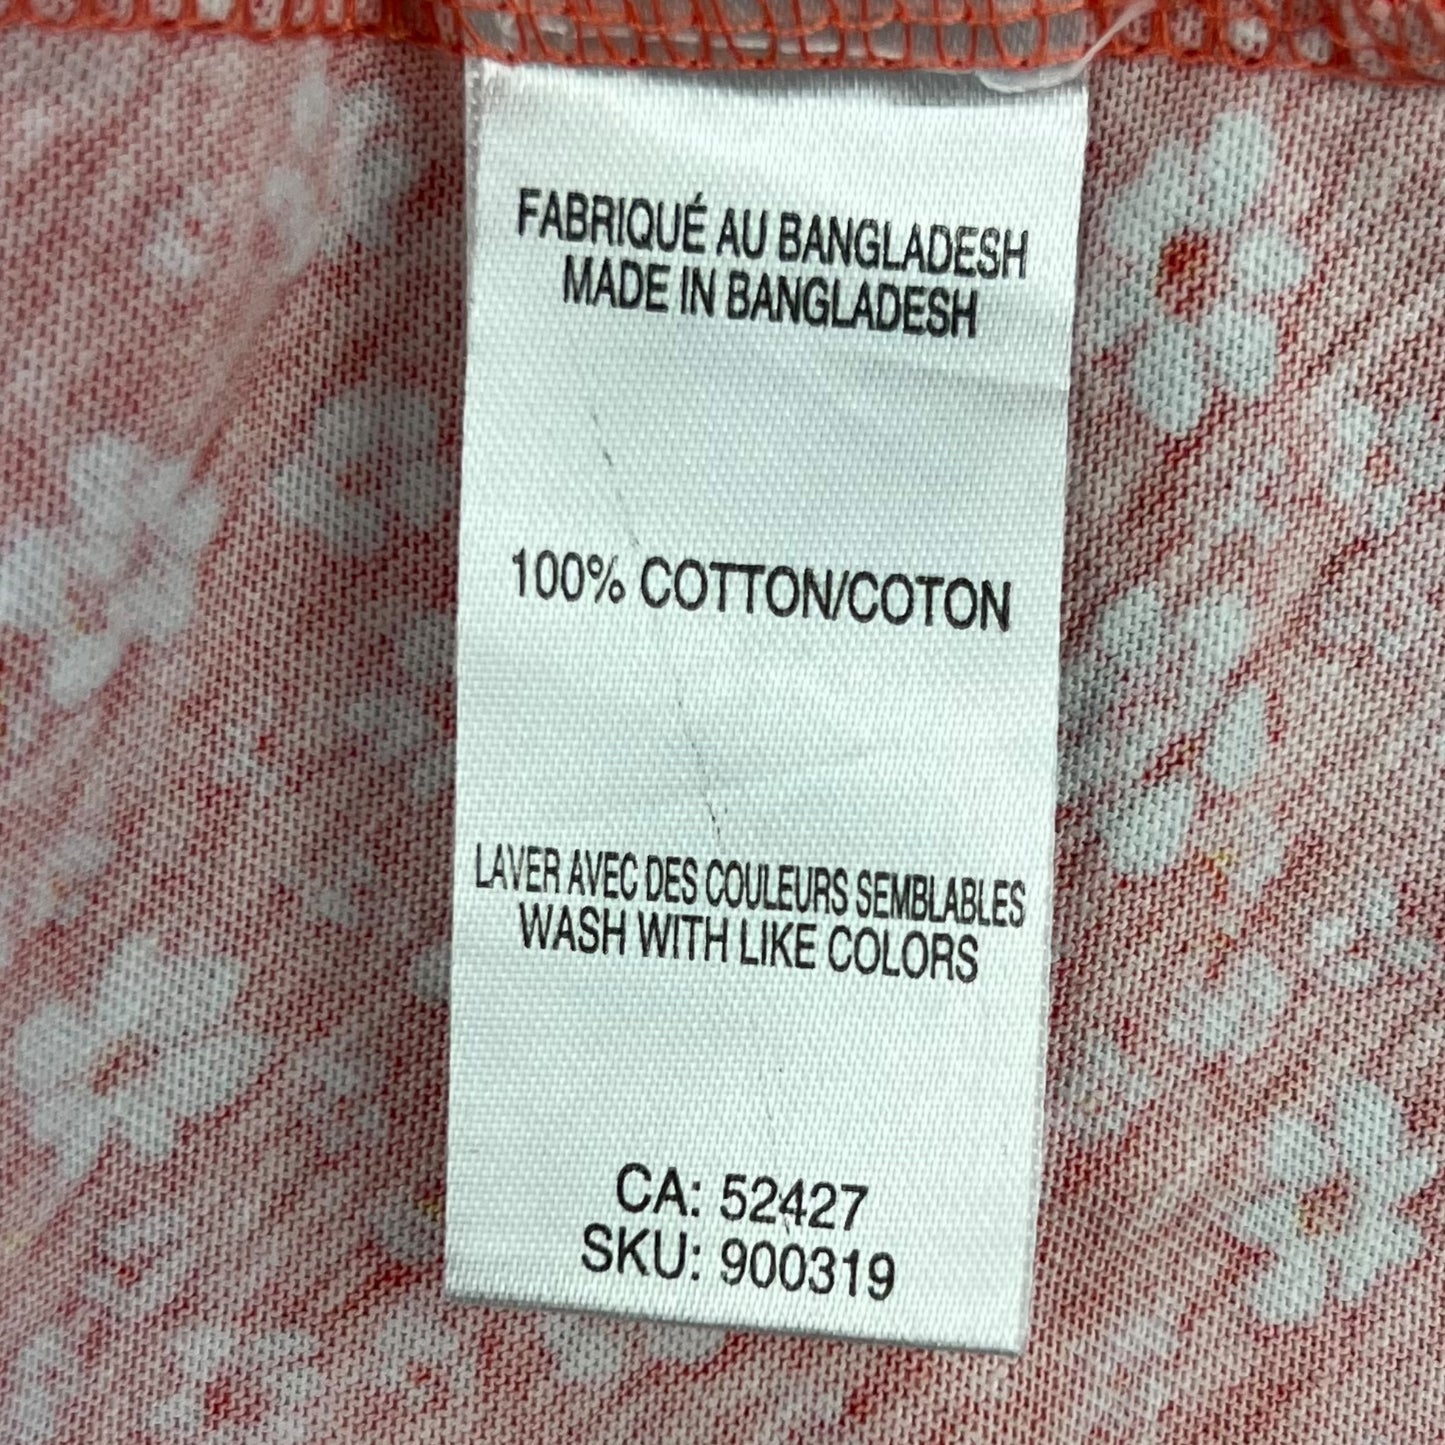 FABRIQUÉ AU BANGLADESH
MADE IN BANGLADESH
100% COTTON/COTON
LAVER AVEC DES COULEURS SEMBLABLES
WASH WITH LIKE COLORS
CA: 52427
SKU: 900319